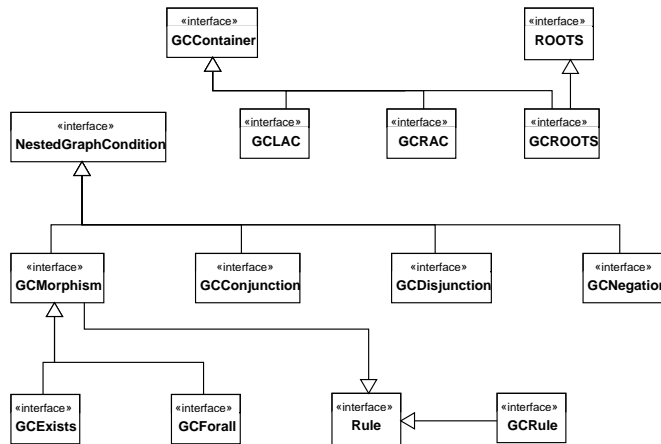 «interface»
GCContainer
«interface»
ROOTS
«interface»
NestedGraphCondition
«interface»
GCLAC
«interface»
GCRAC
«interface»
GCROOTS
«interface»
GCMorphism
«interface»
GCConjunction
«interface»
GCDisjunction
«interface»
GCNegation
«interface»
GCExists
«interface»
GCForall
«interface»
Rule
«interface»
GCRule